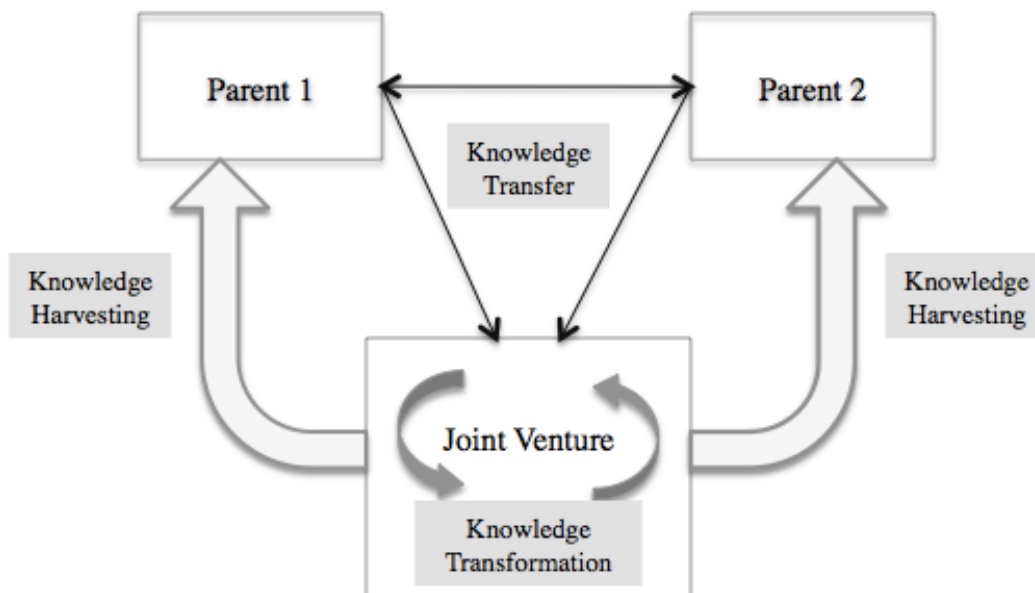 Parent 1
Parent 2
Knowledge
Transfer
Knowledge
Harvesting
Knowledge
Harvesting
Joint Venture
Knowledge
Transformation